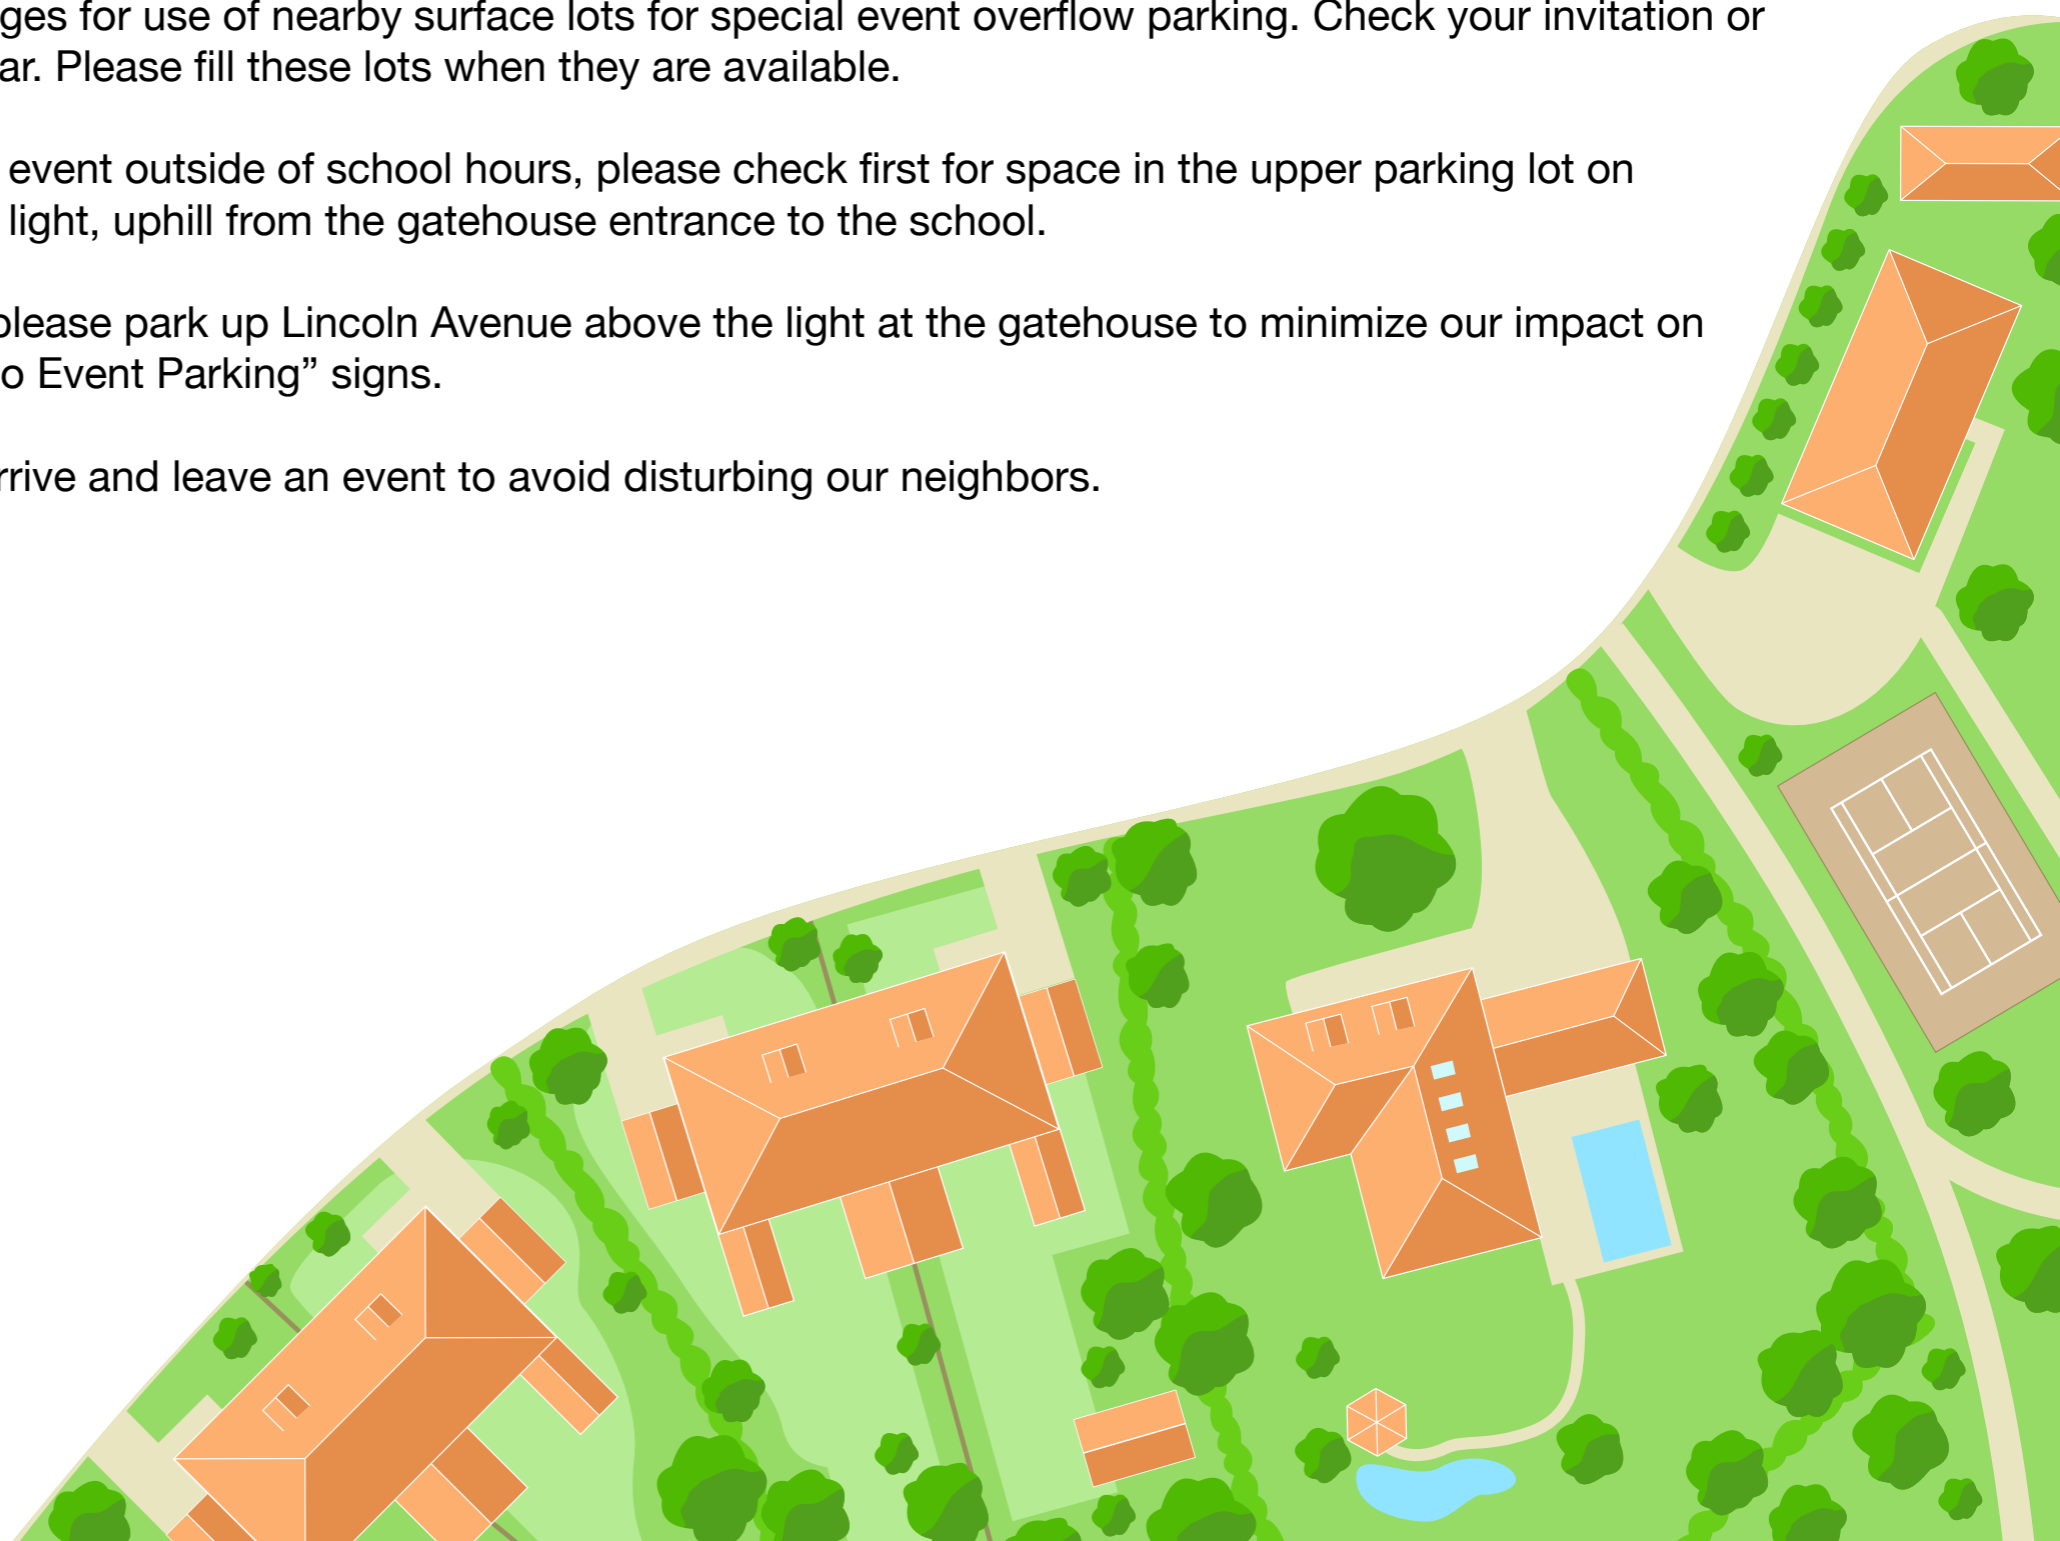 ges for use of nearby surface lots for special event overflow parking. Check your invitation or
ar. Please fill these lots when they are available.
event outside of school hours, please check first for space in the upper parking lot on
light, uphill from the gatehouse entrance to the school.
please park up Lincoln Avenue above the light at the gatehouse to minimize our impact on
o Event Parking” signs.
rrive and leave an event to avoid disturbing our neighbors.